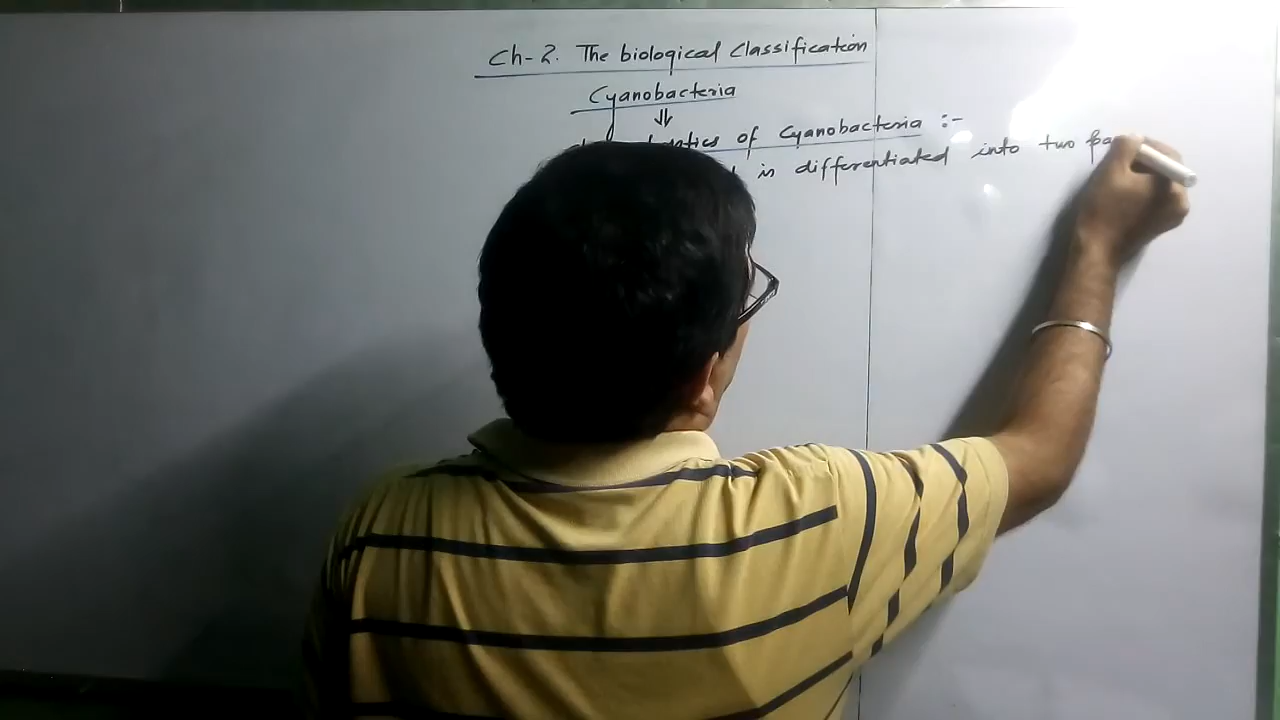 Ch-2. The biological Classification
Cyanobacteria
⇓
of Cyanobacteria :-
is differentiated into two